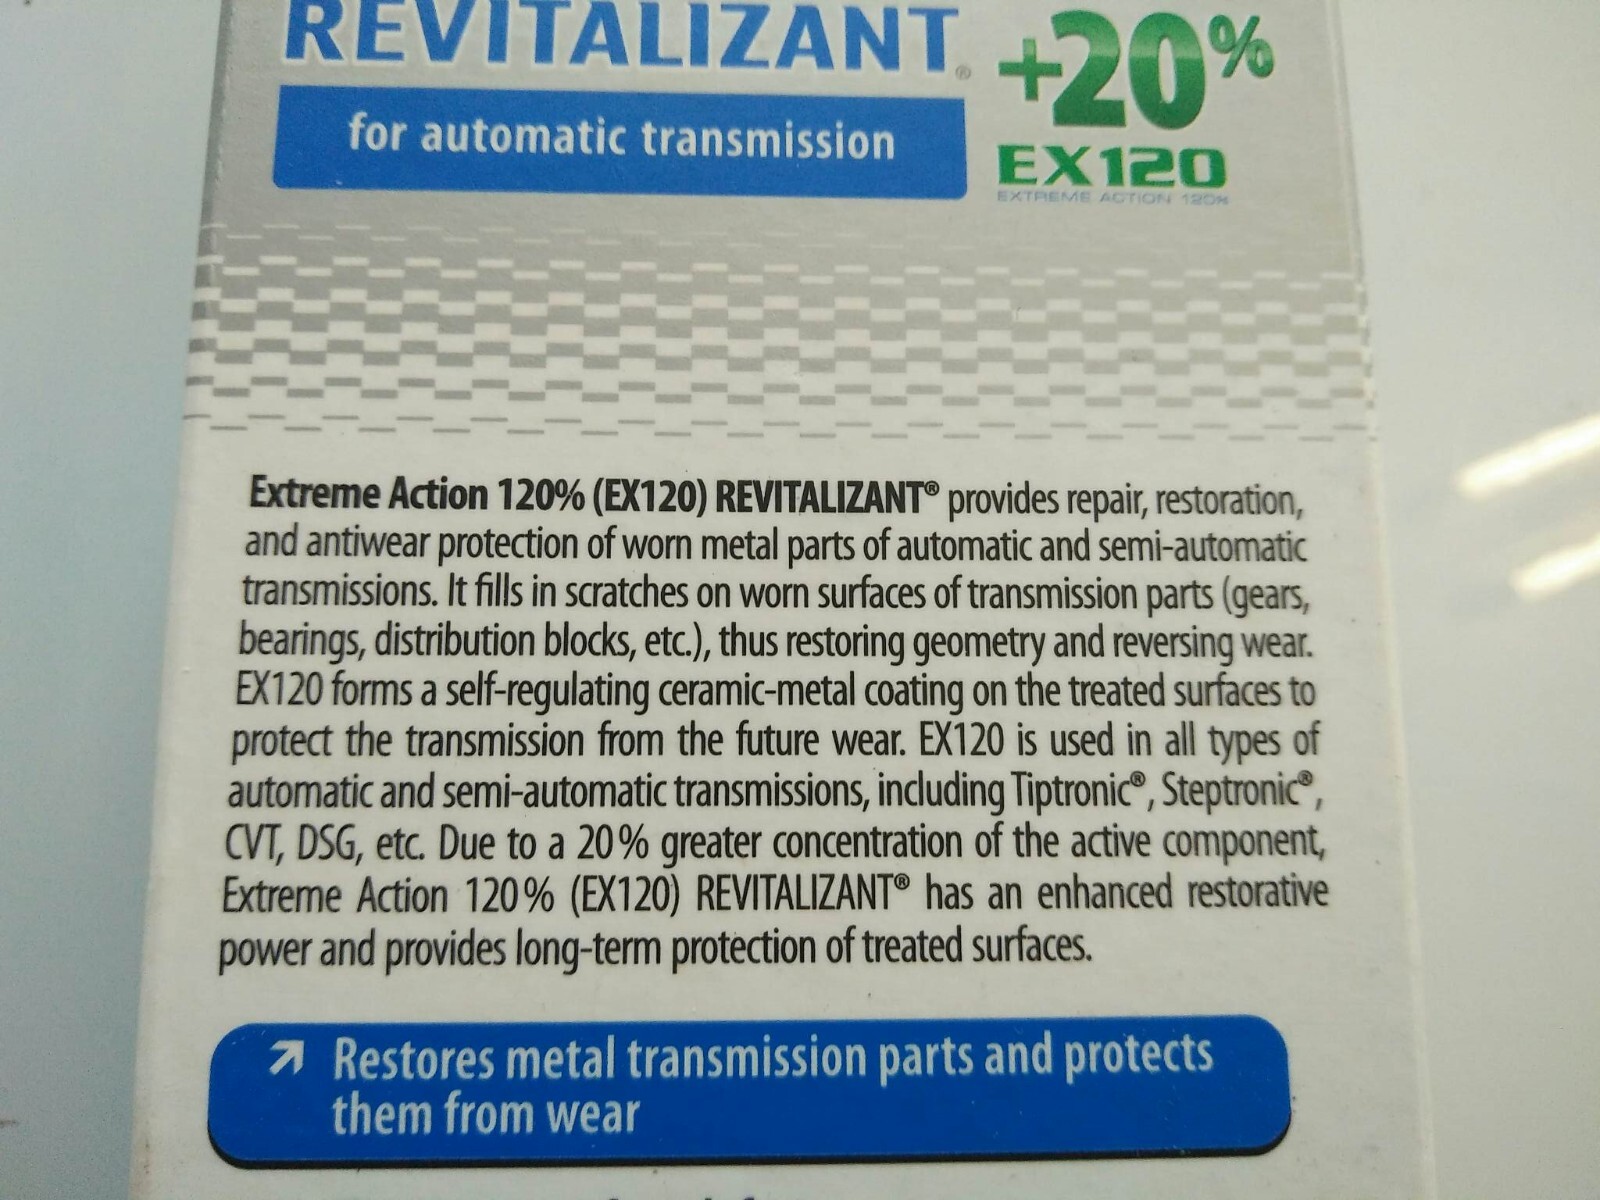 REVITALIZANT®
for automatic transmission
+20%
EX120
EXTREME ACTION 120%
Extreme Action 120% (EX120) REVITALIZANT® provides repair, restoration,
and antiwear protection of worn metal parts of automatic and semi-automatic
transmissions. It fills in scratches on worn surfaces of transmission parts (gears,
bearings, distribution blocks, etc.), thus restoring geometry and reversing wear.
EX120 forms a self-regulating ceramic-metal coating on the treated surfaces to
protect the transmission from the future wear. EX120 is used in all types of
automatic and semi-automatic transmissions, including Tiptronic®, Steptronic®,
CVT, DSG, etc. Due to a 20% greater concentration of the active component,
Extreme Action 120% (EX120) REVITALIZANT® has an enhanced restorative
power and provides long-term protection of treated surfaces.
Restores metal transmission parts and protects
them from wear